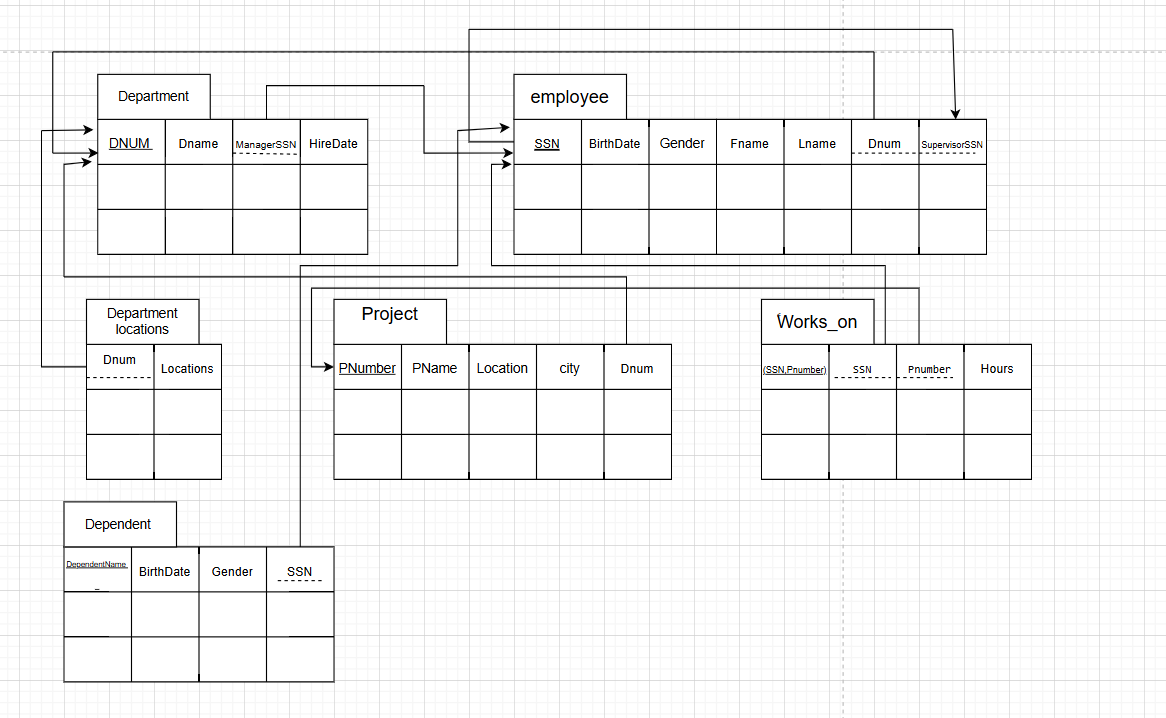 Department
employee
DNUM
Dname
ManagerSSN
HireDate
SSN
BirthDate
Gender
Fname
Lname
Dnum
SupervisorSSN
Department
locations
Project
Works_on
Dnum
Locations
PNumber
PName
Location
city
Dnum
(SSN,Pnumber)
SSN
Pnumber
Hours
Dependent
DependentName
BirthDate
Gender
SSN